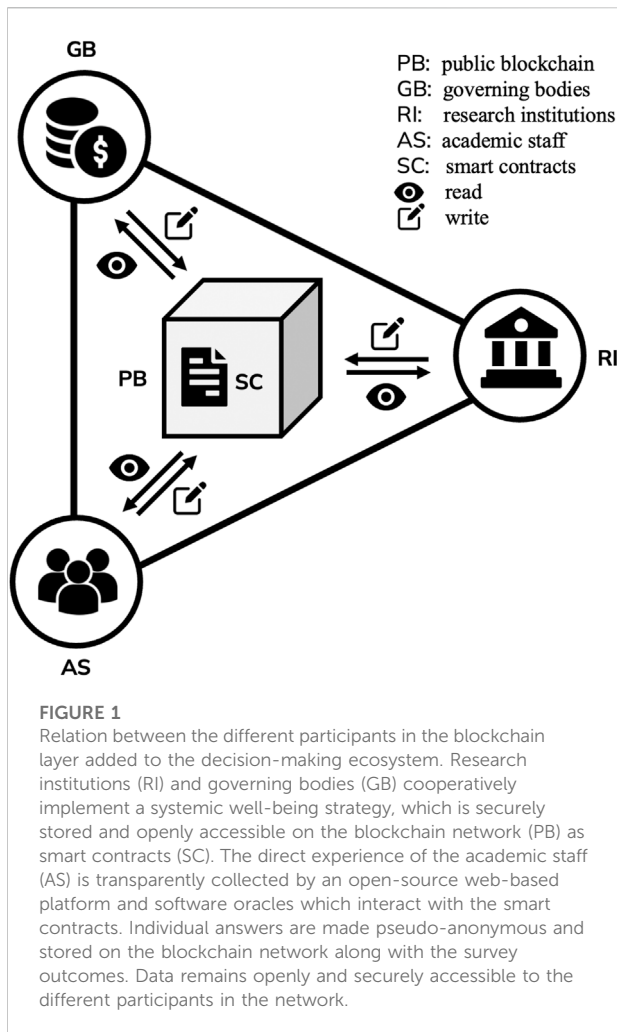 GB
PB: public blockchain
GB: governing bodies
RI: research institutions
AS: academic staff
SC: smart contracts
read
write
$
PB
SC
RI
AS
FIGURE 1
Relation between the different participants in the blockchain
layer added to the decision-making ecosystem. Research
institutions (RI) and governing bodies (GB) cooperatively
implement a systemic well-being strategy, which is securely
stored and openly accessible on the blockchain network (PB) as
smart contracts (SC). The direct experience of the academic staff
(AS) is transparently collected by an open-source web-based
platform and software oracles which interact with the smart
contracts. Individual answers are made pseudo-anonymous and
stored on the blockchain network along with the survey
outcomes. Data remains openly and securely accessible to the
different participants in the network.